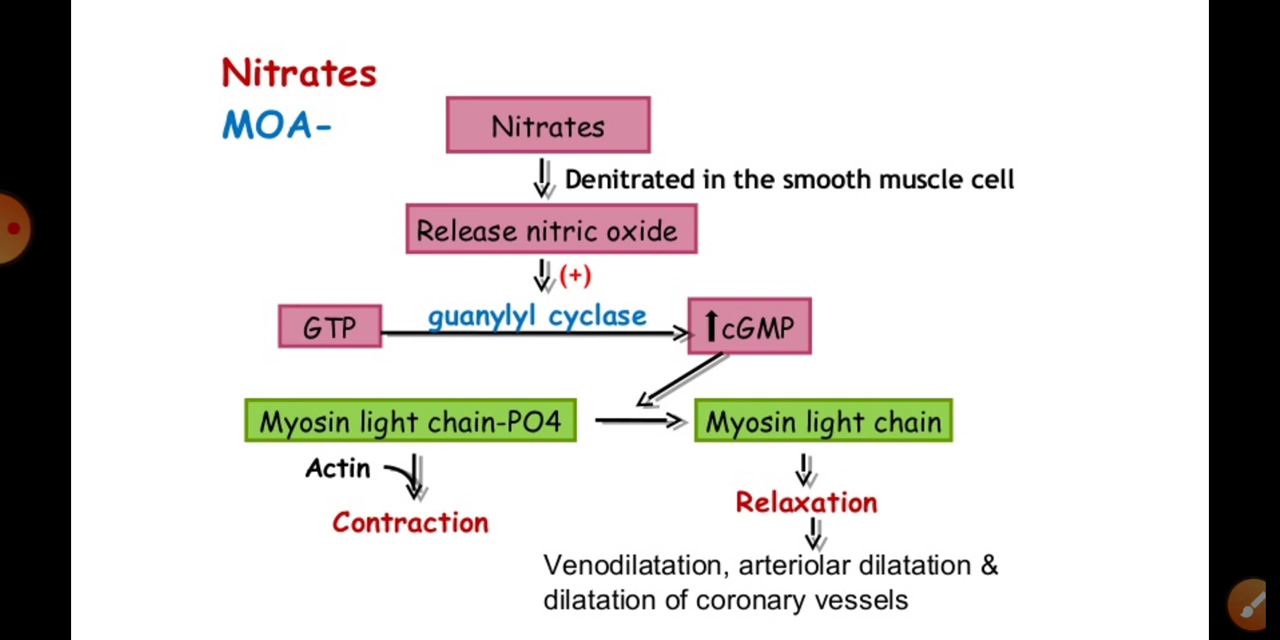 Nitrates
MOA-
Nitrates
Denitrated in the smooth muscle cell
Release nitric oxide
(+)
GTP
guanylyl cyclase
↑cGMP
Myosin light chain-PO4
Myosin light chain
Actin
Contraction
Relaxation
Venodilatation, arteriolar dilatation &
dilatation of coronary vessels